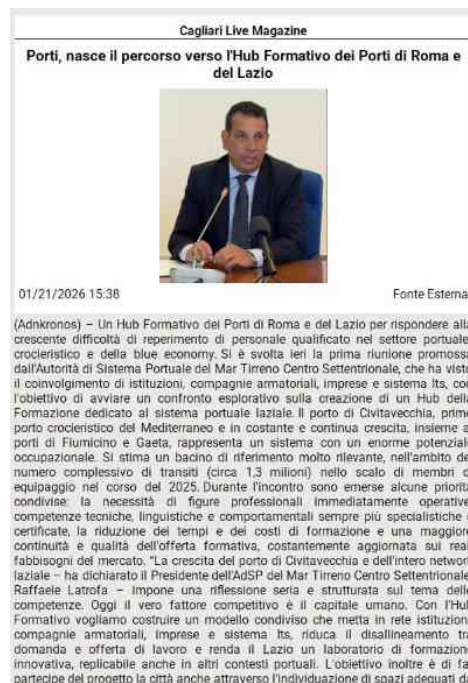 Cagliari Live Magazine
Porti, nasce il percorso verso l'Hub Formativo dei Porti di Roma e
del Lazio
01/21/2026 15:38 Fonte Esterna
(Adnkronos) – Un Hub Formativo dei Porti di Roma e del Lazio per rispondere alla
crescente difficoltà di reperimento di personale qualificato nel settore portuale,
crocieristico e della blue economy. Si è svolta ieri la prima riunione promossa
dall'Autorità di Sistema Portuale del Mar Tirreno Centro Settentrionale, che ha visto
il coinvolgimento di istituzioni, compagnie armatoriali, imprese e sistema Its, con
l'obiettivo di avviare un confronto esplorativo sulla creazione di un Hub della
Formazione dedicato al sistema portuale laziale. Il porto di Civitavecchia, primo
porto crocieristico del Mediterraneo e in costante e continua crescita, insieme ai
porti di Fiumicino e Gaeta, rappresenta un sistema con un enorme potenziale
occupazionale. Si stima un bacino di riferimento molto rilevante, nell'ambito del
numero complessivo di transiti (circa 1,3 milioni) nello scalo di membri di
equipaggio nel corso del 2025. Durante l'incontro sono emerse alcune priorità
condivise: la necessità di figure professionali immediatamente operative,
competenze tecniche, linguistiche e comportamentali sempre più specialistiche e
certificate, la riduzione dei tempi e dei costi di formazione e una maggiore
continuità e qualità dell'offerta formativa, costantemente aggiornata sui reali
fabbisogni del mercato. "La crescita del porto di Civitavecchia e dell'intero network
laziale – ha dichiarato il Presidente dell'AdSP del Mar Tirreno Centro Settentrionale,
Raffaele Latrofa – impone una riflessione seria e strutturata sul tema delle
competenze. Oggi il vero fattore competitivo è il capitale umano. Con l'Hub
Formativo vogliamo costruire un modello condiviso che metta in rete istituzioni,
compagnie armatoriali, imprese e sistema Its, riduca il disallineamento tra
domanda e offerta di lavoro e renda il Lazio un laboratorio di formazione
innovativa, replicabile anche in altri contesti portuali. L'obiettivo inoltre è di far
partecipe del progetto la città anche attraverso l'individuazione di spazi adeguati di